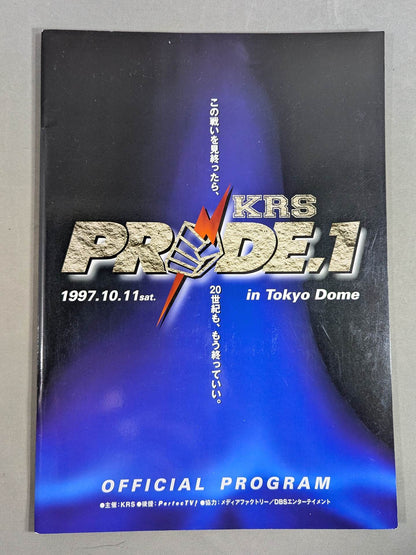 この戦いを見終ったら、
KRS
PRIDE.1
1997.10.11sat.
in Tokyo Dome
20世紀も、もう終っていい。
OFFICIAL PROGRAM
●主催:KRS●後援:PerfecTV!●協力:メディアファクトリー/DBSエンターテイメント